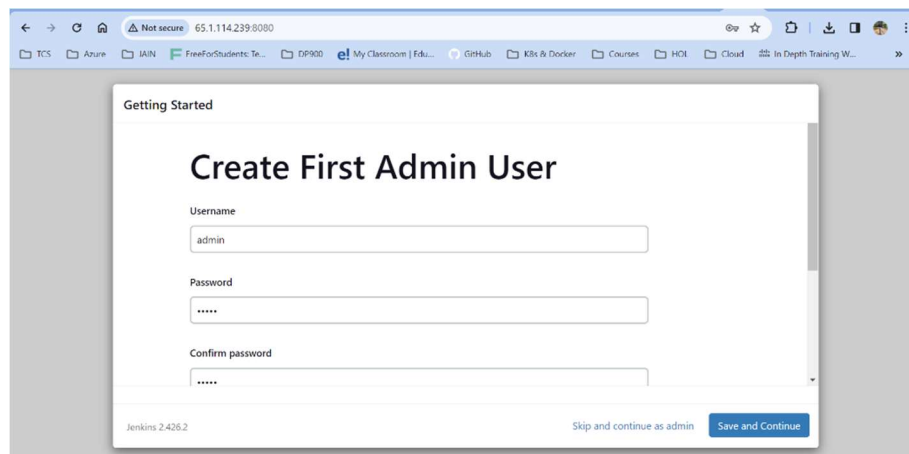 Not secure 65.1.114.239:8080
TCS Azure IAIN FreeForStudents: Te... DP900 My Classroom | Edu... GitHub K8s & Docker Courses HOL Cloud In Depth Training W... »
Getting Started
Create First Admin User
Username
admin
Password
•••••
Confirm password
•••••
Jenkins 2.426.2 Skip and continue as admin Save and Continue